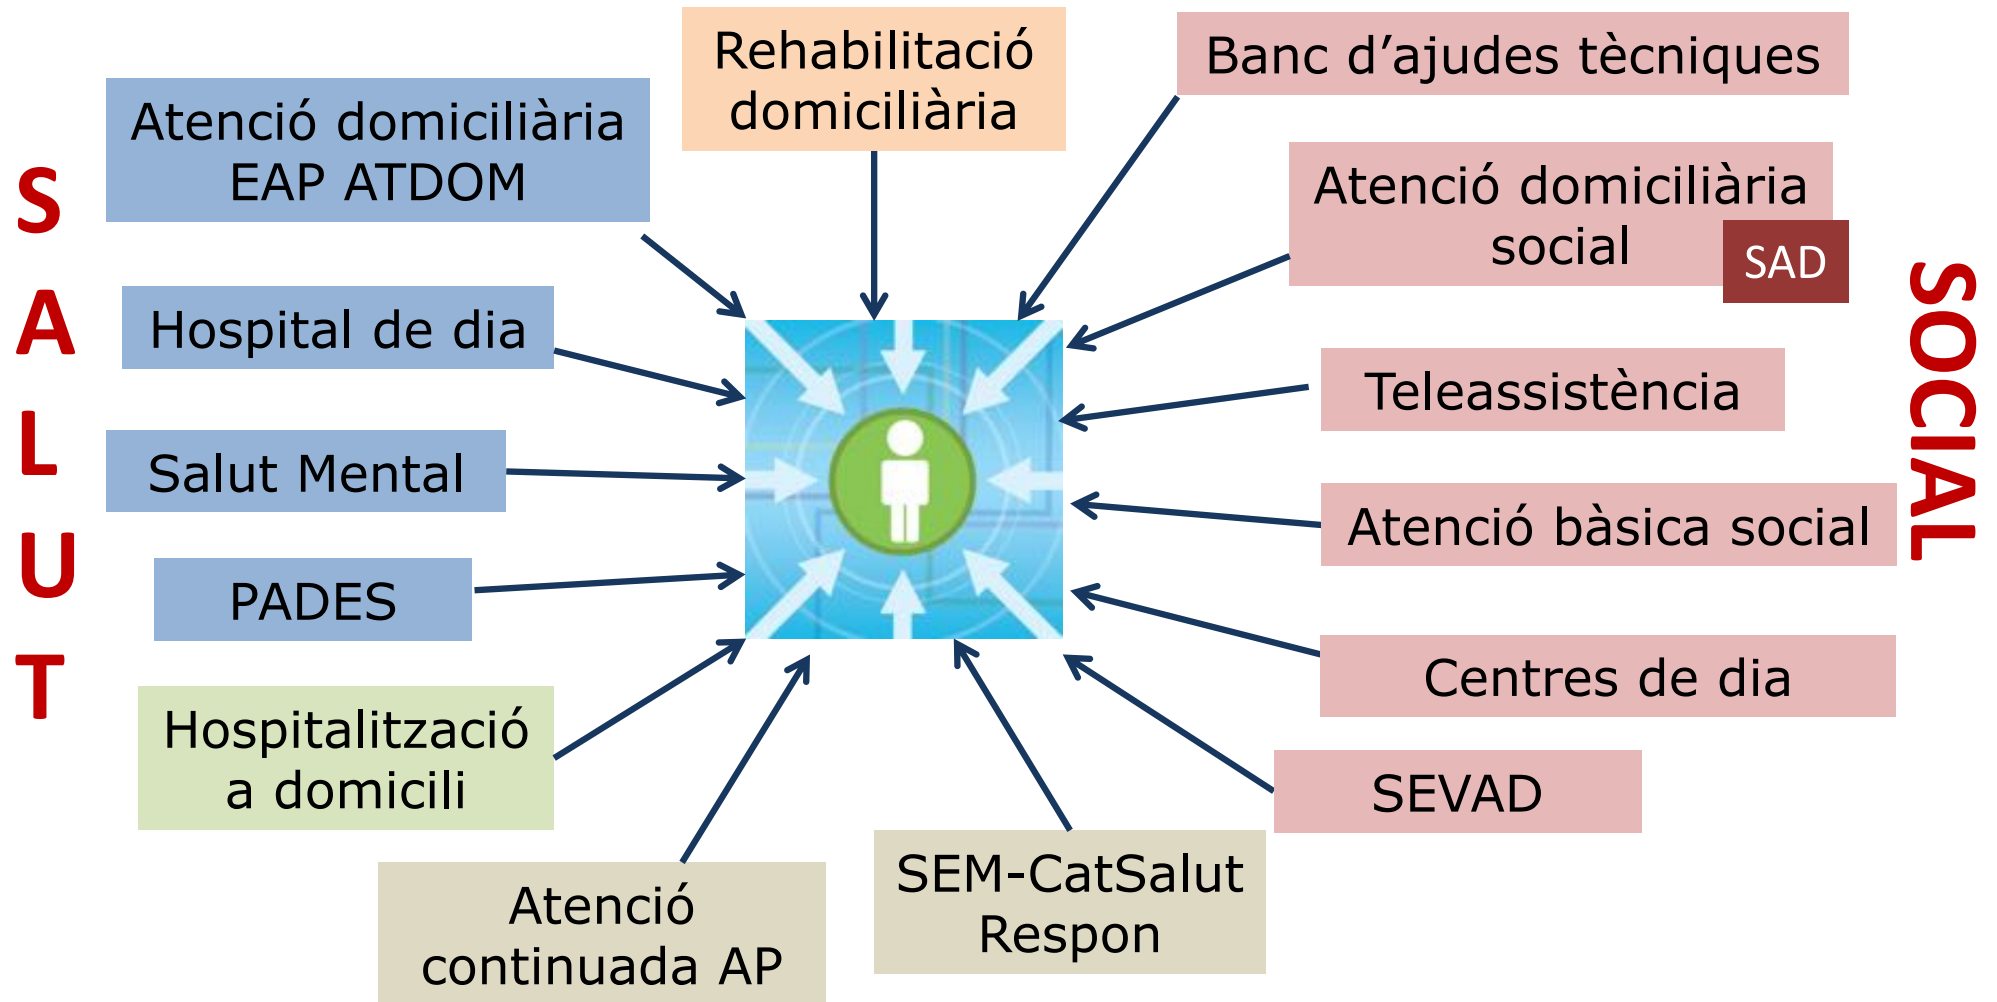 SALUT
Atenció domiciliària
EAP ATDOM
Hospital de dia
Salut Mental
PADES
Hospitalització
a domicili
Rehabilitació
domiciliària
Atenció
continuada AP
SEM-CatSalut
Respon
Banc d’ajudes tècniques
Atenció domiciliària
social
SAD
Teleassistència
Atenció bàsica social
Centres de dia
SEVAD
SOCIAL